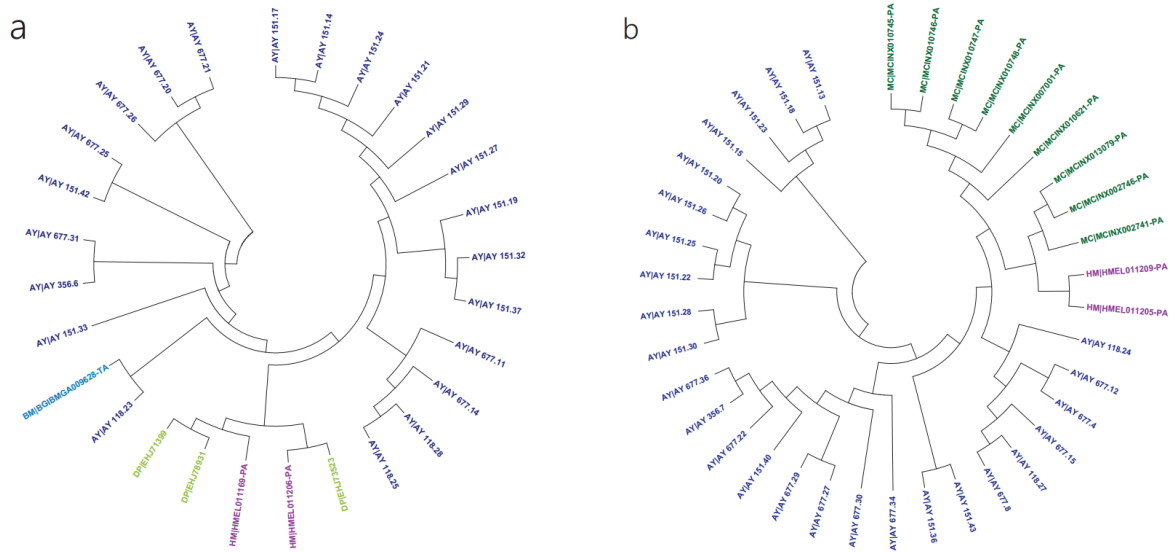 a
AY|AY 151.17
AY|AY 151.14
AY|AY 151.24
AY|AY 151.21
AY|AY 151.29
AY|AY 151.27
AY|AY 151.19
AY|AY 151.32
AY|AY 151.37
AY|AY 677.11
AY|AY 677.14
AY|AY 118.28
AY|AY 118.25
DP|EHJ73523
HM|HMEL011206-PA
HM|HMEL011169-PA
DP|EHJ78931
DP|EHJ71399
AY|AY 118.23
BM|BGIBMGA009628-TA
AY|AY 151.33
AY|AY 356.6
AY|AY 677.31
AY|AY 151.42
AY|AY 677.25
AY|AY 677.26
AY|AY 677.20
AY|AY 677.21
b
MC|MCINX010745-PA
MC|MCINX010746-PA
MC|MCINX010747-PA
MC|MCINX010748-PA
MC|MCINX007001-PA
MC|MCINX010621-PA
MC|MCINX013079-PA
MC|MCINX002746-PA
MC|MCINX002741-PA
HM|HMEL011209-PA
HM|HMEL011205-PA
AY|AY 118.24
AY|AY 677.12
AY|AY 677.4
AY|AY 677.15
AY|AY 118.27
AY|AY 677.8
AY|AY 151.43
AY|AY 151.36
AY|AY 677.34
AY|AY 677.30
AY|AY 677.27
AY|AY 677.29
AY|AY 151.40
AY|AY 677.22
AY|AY 356.7
AY|AY 677.36
AY|AY 151.30
AY|AY 151.28
AY|AY 151.22
AY|AY 151.25
AY|AY 151.26
AY|AY 151.20
AY|AY 151.15
AY|AY 151.23
AY|AY 151.18
AY|AY 151.13